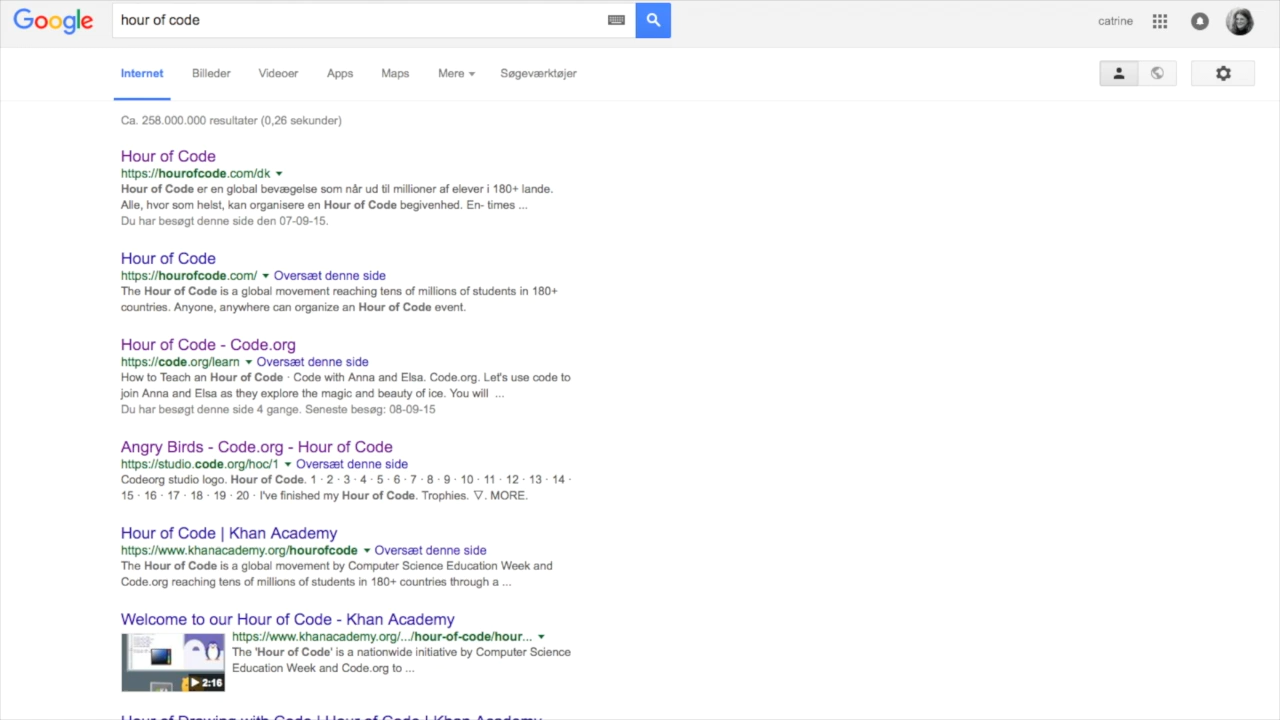 Google
hour of code
catrine
Internet Billeder Videoer Apps Maps Mere Søgeværktøjer
Ca. 258.000.000 resultater (0,26 sekunder)
Hour of Code
https://hourofcode.com/dk
Hour of Code er en global bevægelse som når ud til millioner af elever i 180+ lande.
Alle, hvor som helst, kan organisere en Hour of Code begivenhed. En- times ...
Du har besøgt denne side den 07-09-15.
Hour of Code
https://hourofcode.com/ Oversæt denne side
The Hour of Code is a global movement reaching tens of millions of students in 180+
countries. Anyone, anywhere can organize an Hour of Code event.
Hour of Code - Code.org
https://code.org/learn Oversæt denne side
How to Teach an Hour of Code · Code with Anna and Elsa. Code.org. Let's use code to
join Anna and Elsa as they explore the magic and beauty of ice. You will ...
Du har besøgt denne side 4 gange. Seneste besøg: 08-09-15
Angry Birds - Code.org - Hour of Code
https://studio.code.org/hoc/1 Oversæt denne side
Codeorg studio logo. Hour of Code. 1 · 2 · 3 · 4 · 5 · 6 · 7 · 8 · 9 · 10 · 11 · 12 · 13 · 14 ·
15 · 16 · 17 · 18 · 19 · 20 · I've finished my Hour of Code. Trophies. ▽. MORE.
Hour of Code | Khan Academy
https://www.khanacademy.org/hourofcode Oversæt denne side
The Hour of Code is a global movement by Computer Science Education Week and
Code.org reaching tens of millions of students in 180+ countries through a ...
Welcome to our Hour of Code - Khan Academy
https://www.khanacademy.org/.../hour-of-code/hour...
The 'Hour of Code' is a nationwide initiative by Computer Science
Education Week and Code.org to ...
2:16
Hour of Drawing with Code | Hour of Code | Khan Academy